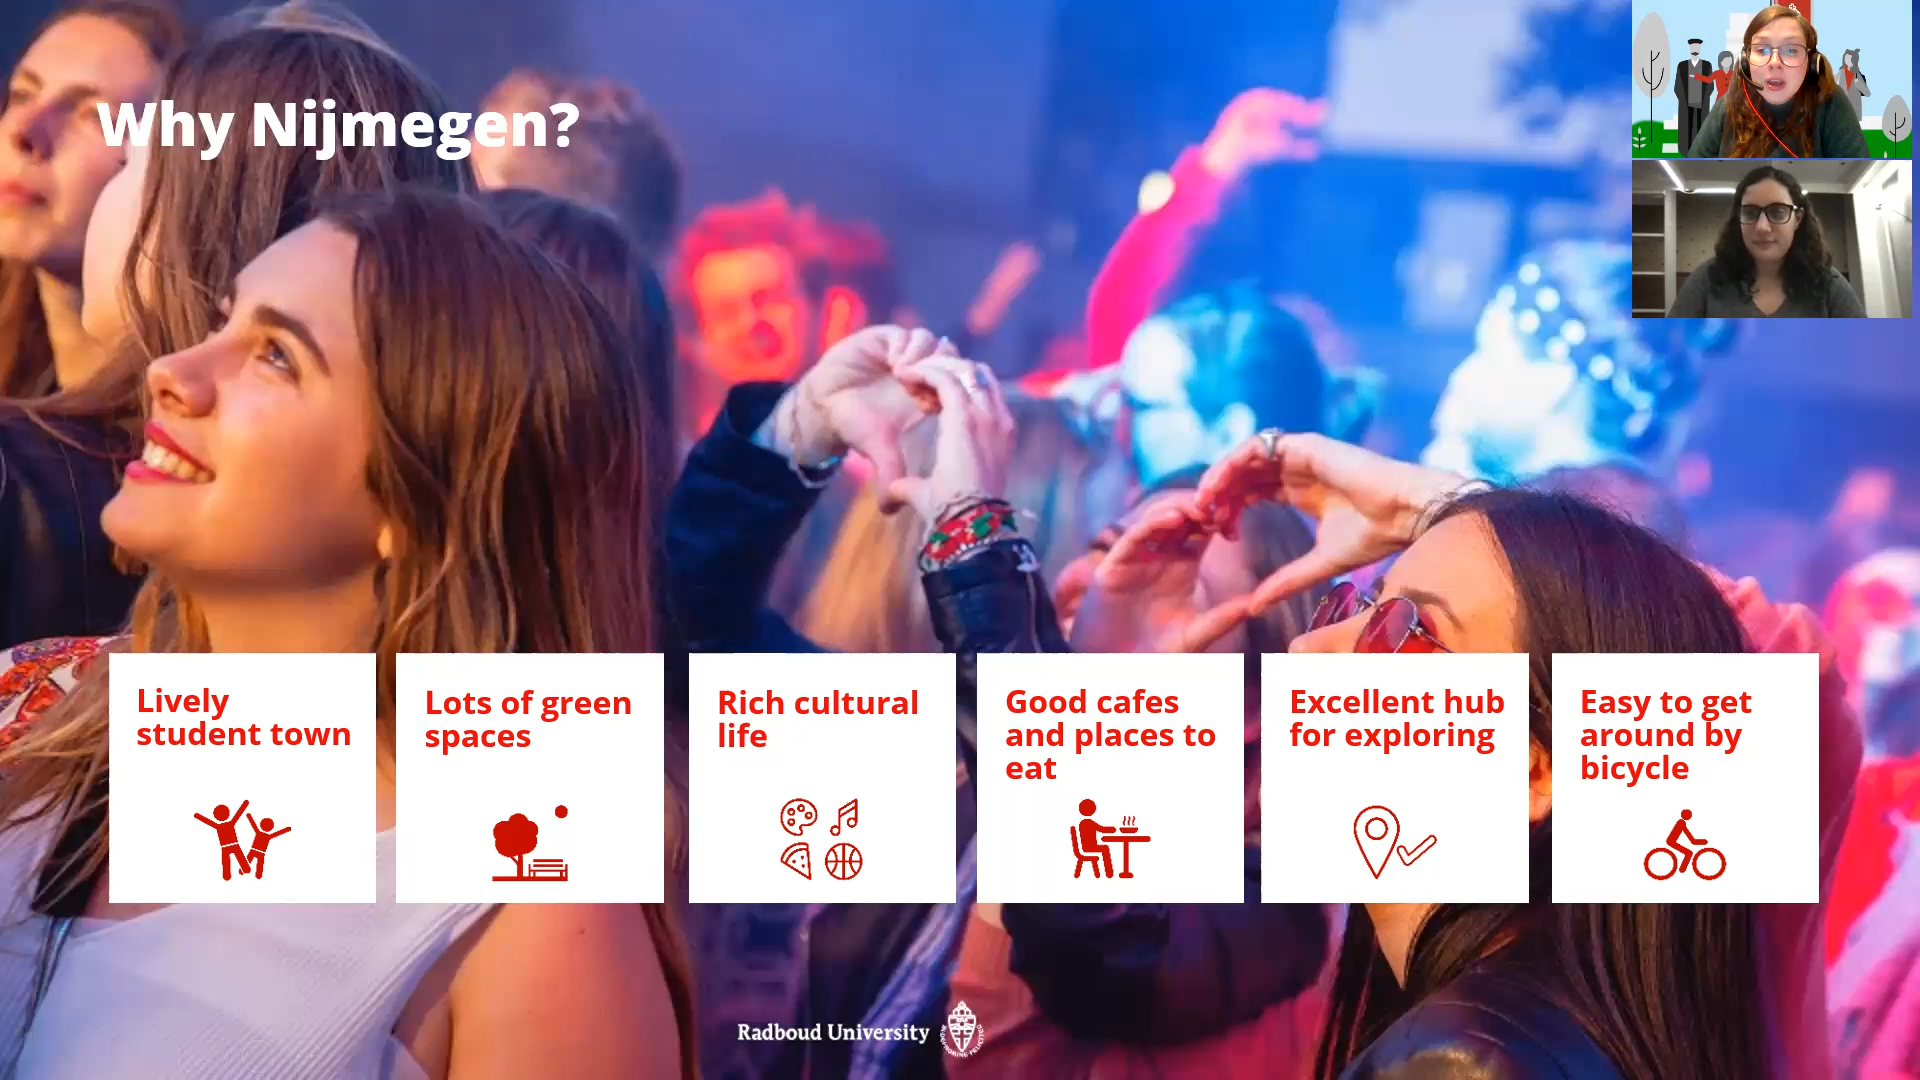 Why Nijmegen?
Lively
student town
Lots of green
spaces
Rich cultural
life
Good cafes
and places to
eat
Excellent hub
for exploring
Easy to get
around by
bicycle
Radboud University